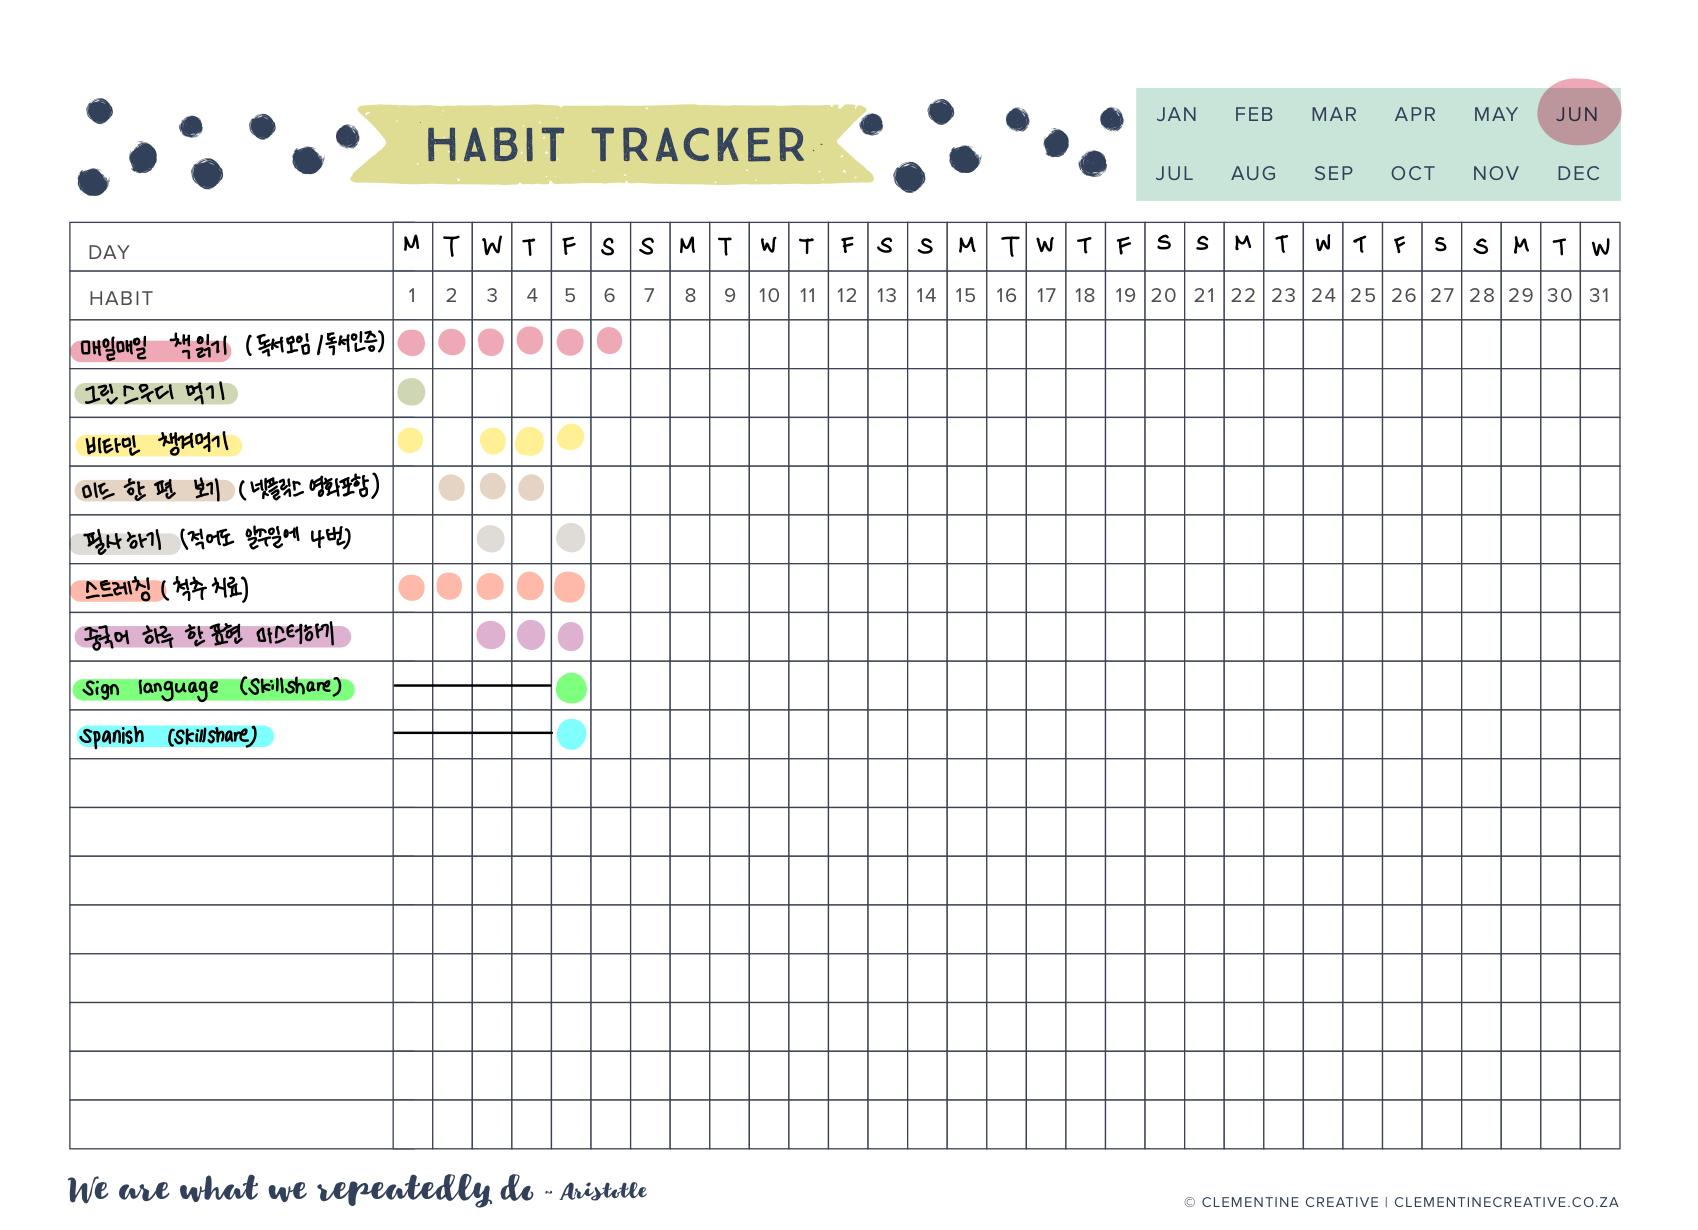 HABIT TRACKER
JAN FEB MAR APR MAY JUN
JUL AUG SEP OCT NOV DEC
DAY M T W T F S S M T W T F S S M T W T F S S M T W T F S S M T W
HABIT 1 2 3 4 5 6 7 8 9 10 11 12 13 14 15 16 17 18 19 20 21 22 23 24 25 26 27 28 29 30 31
매일매일 책 읽기 (독서모임/독서인증)
그린스무디 먹기
비타민 챙겨먹기
미드 한 편 보기 (넷플릭스 영화포함)
필사하기 (적어도 일주일에 4번)
스트레칭 (척추 치료)
중국어 하루 한 표현 마스터하기
Sign language (Skillshare)
Spanish (Skillshare)
We are what we repeatedly do - Aristotle
© CLEMENTINE CREATIVE | CLEMENTINECREATIVE.CO.ZA